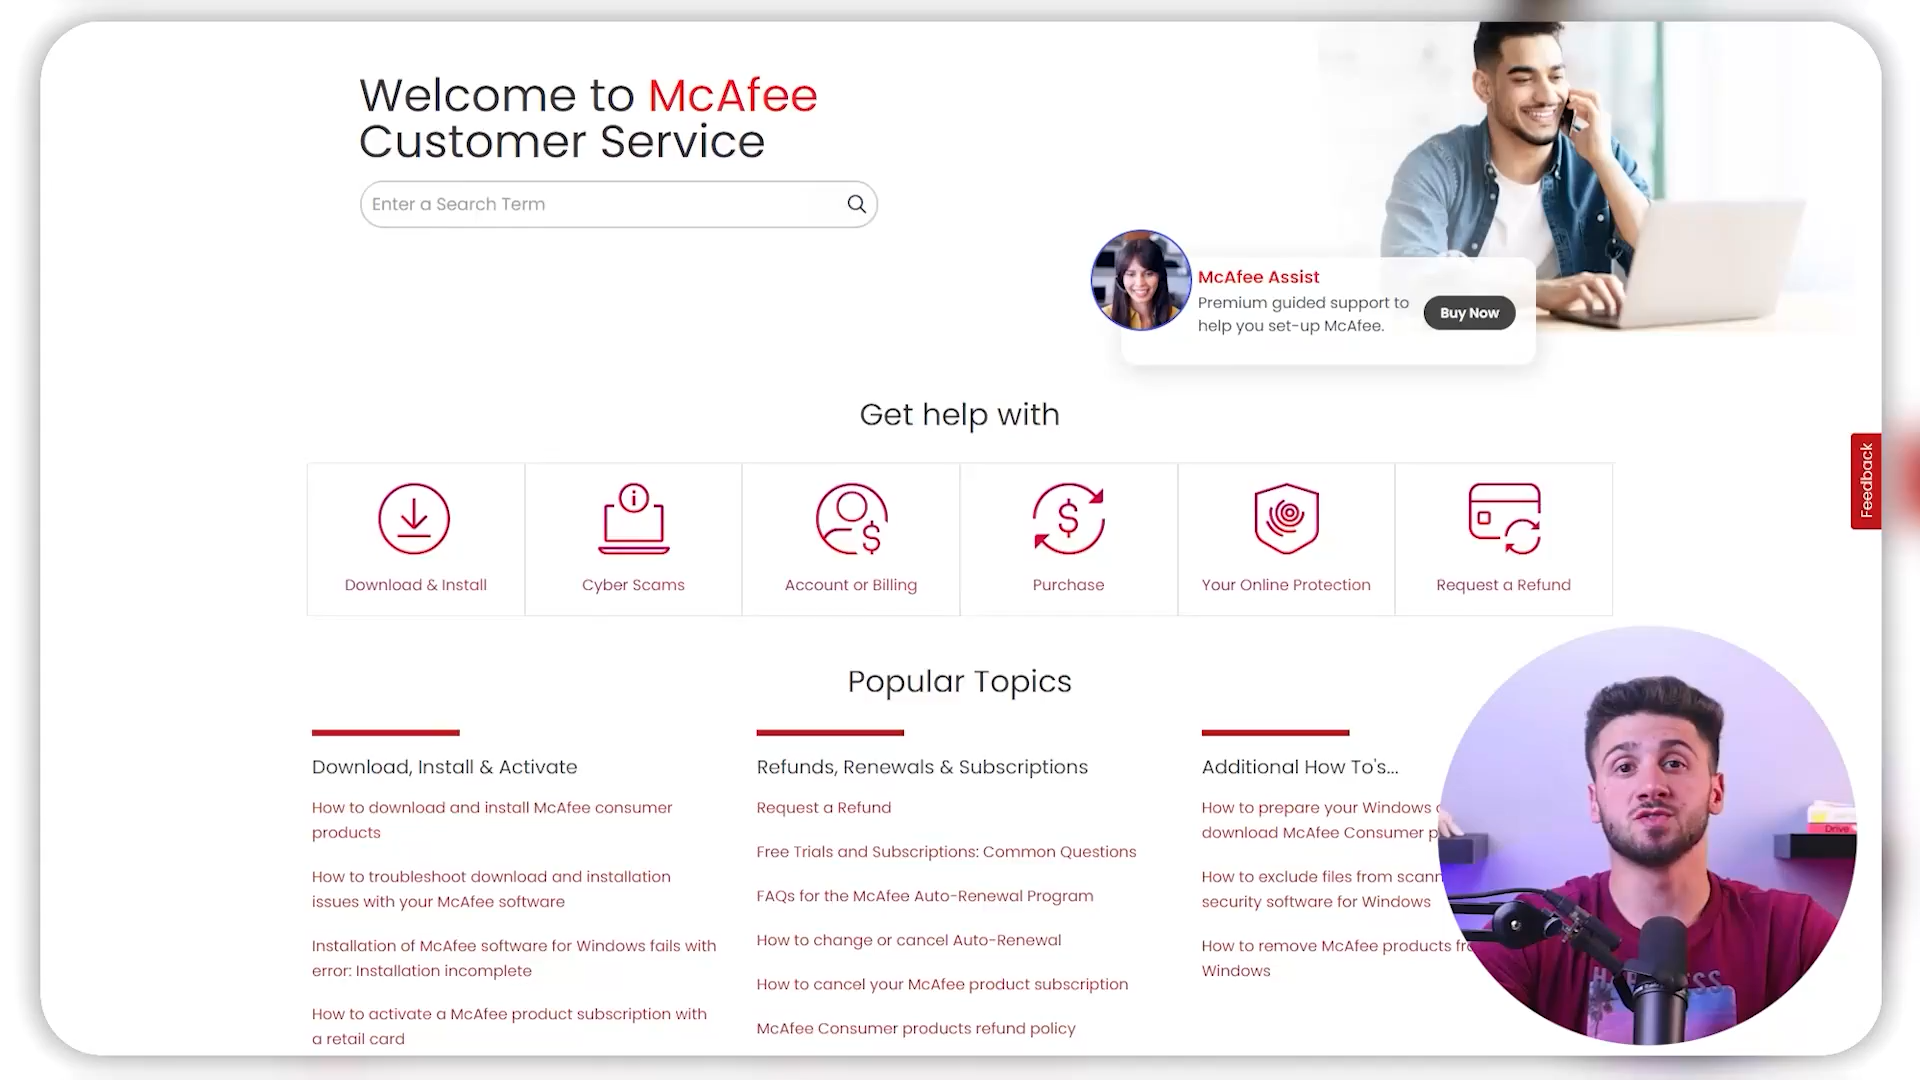 Welcome to McAfee
Customer Service
Enter a Search Term
McAfee Assist
Premium guided support to
help you set-up McAfee.
Buy Now
Get help with
Feedback
Download & Install
Cyber Scams
Account or Billing
Purchase
Your Online Protection
Request a Refund
Popular Topics
Download, Install & Activate
How to download and install McAfee consumer
products
How to troubleshoot download and installation
issues with your McAfee software
Installation of McAfee software for Windows fails with
error: Installation incomplete
How to activate a McAfee product subscription with
a retail card
Refunds, Renewals & Subscriptions
Request a Refund
Free Trials and Subscriptions: Common Questions
FAQs for the McAfee Auto-Renewal Program
How to change or cancel Auto-Renewal
How to cancel your McAfee product subscription
McAfee Consumer products refund policy
Additional How To's...
How to prepare your Windows
download McAfee Consumer
How to exclude files from
security software for Windows
How to remove McAfee products
Windows
Drive